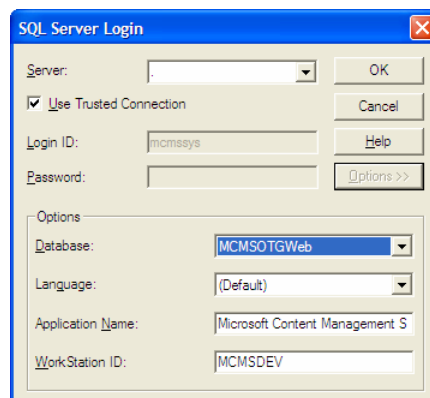 SQL Server Login
Server: . OK
Use Trusted Connection Cancel
Login ID: mcmssys Help
Password: Options >>
Options
Database: MCMSOTGWeb
Language: (Default)
Application Name: Microsoft Content Management S
WorkStation ID: MCMSDEV